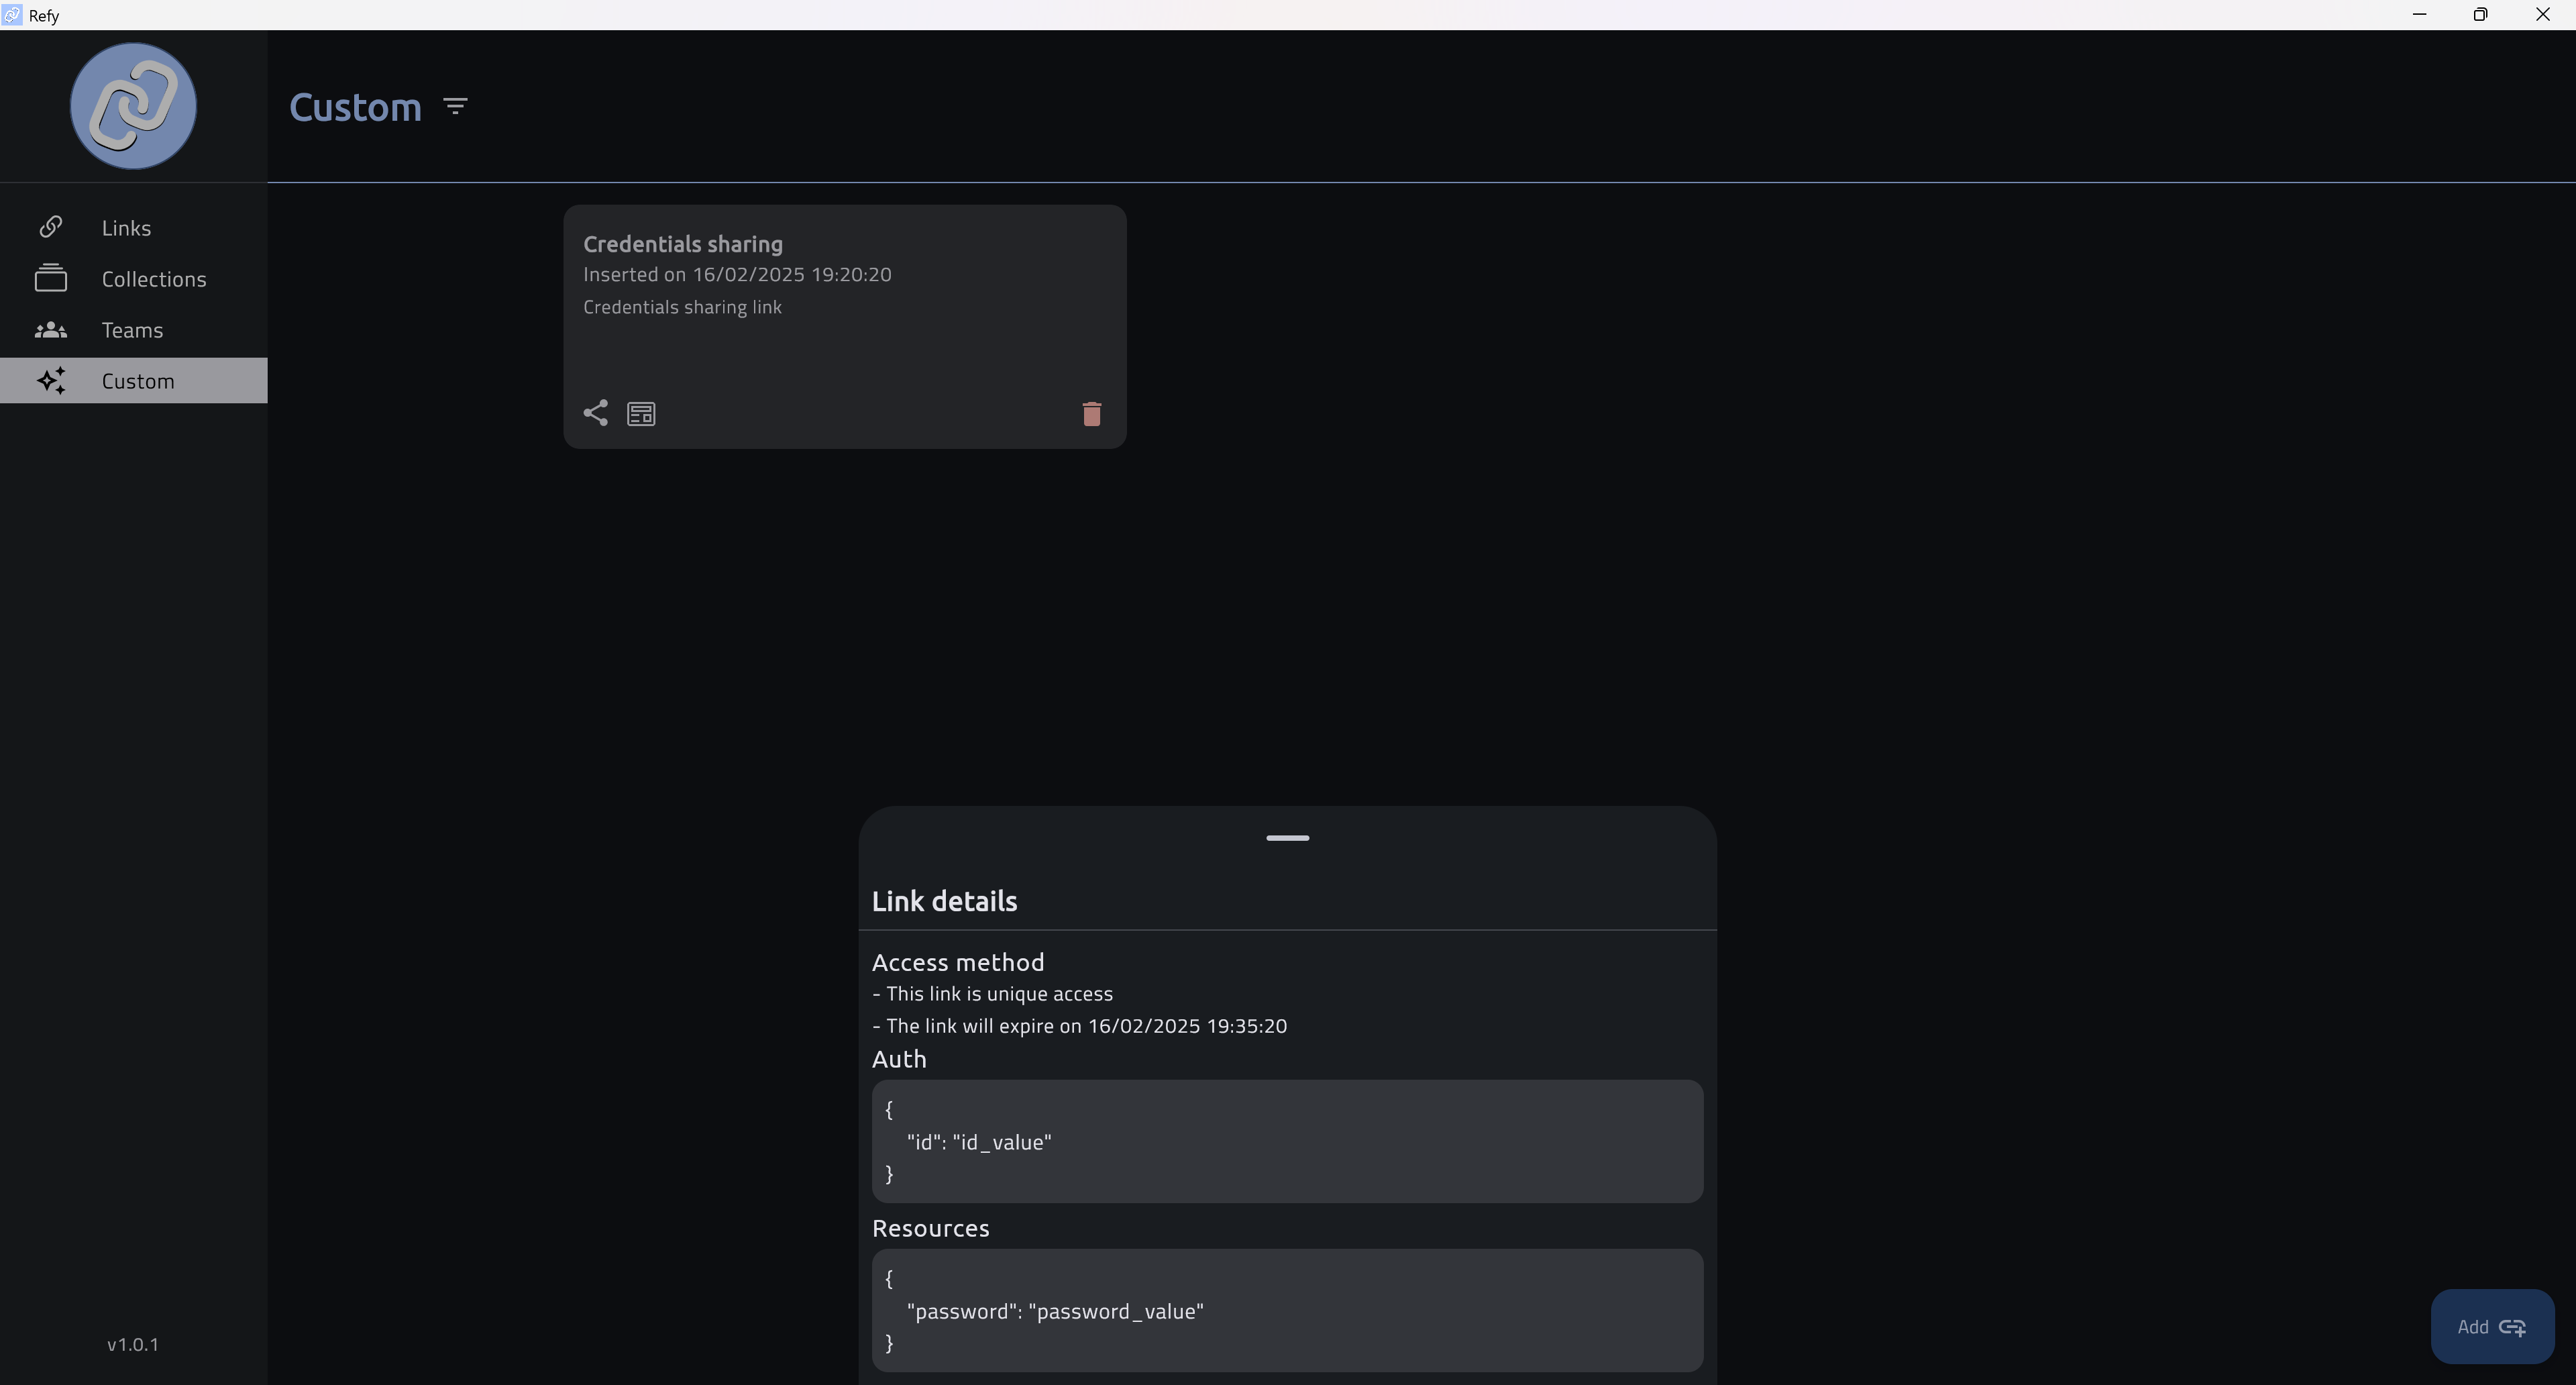 Refy
Custom
Links
Collections
Teams
Custom
Credentials sharing
Inserted on 16/02/2025 19:20:20
Credentials sharing link
Link details
Access method
- This link is unique access
- The link will expire on 16/02/2025 19:35:20
Auth
{
"id": "id_value"
}
Resources
{
"password": "password_value"
}
Add
v1.0.1